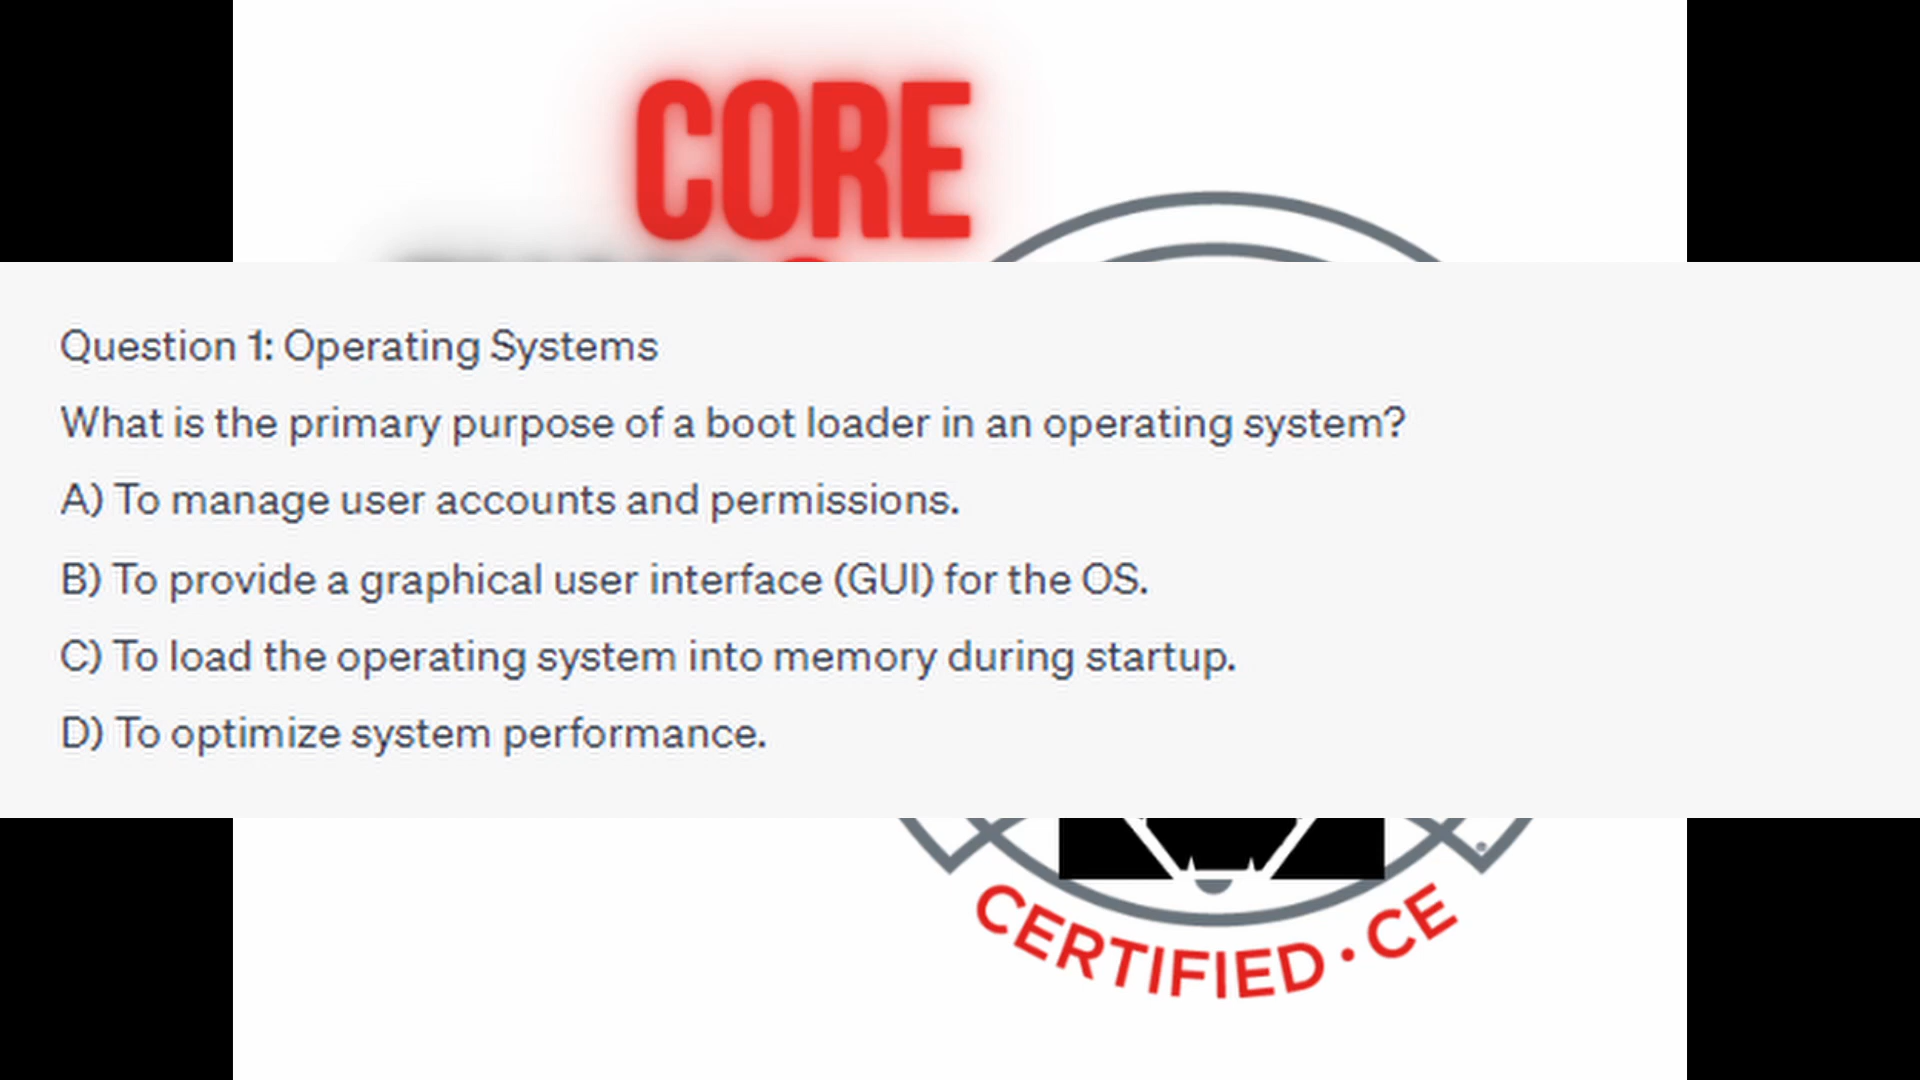 CORE
Question 1: Operating Systems
What is the primary purpose of a boot loader in an operating system?
A) To manage user accounts and permissions.
B) To provide a graphical user interface (GUI) for the OS.
C) To load the operating system into memory during startup.
D) To optimize system performance.
CERTIFIED • CE